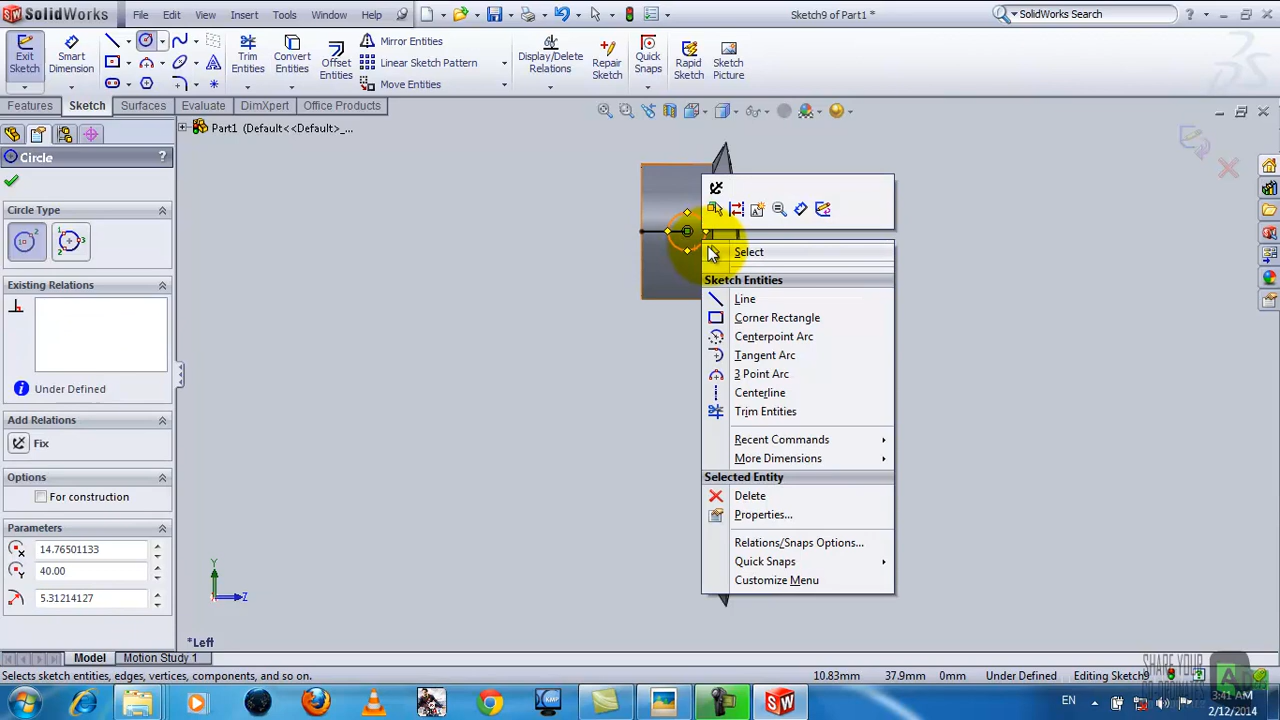 SolidWorks
File Edit View Insert Tools Window Help
Sketch9 of Part1 *
SolidWorks Search
Exit Sketch
Smart Dimension
Trim Entities
Convert Entities
Offset Entities
Mirror Entities
Linear Sketch Pattern
Move Entities
Display/Delete Relations
Repair Sketch
Quick Snaps
Rapid Sketch
Sketch Picture
Features Sketch Surfaces Evaluate DimXpert Office Products
Part1 (Default<<Default>_...
Circle ?
Circle Type
Existing Relations
Under Defined
Add Relations
Fix
Options
For construction
Parameters
14.76501133
40.00
5.31214127
Select
Sketch Entities
Line
Corner Rectangle
Centerpoint Arc
Tangent Arc
3 Point Arc
Centerline
Trim Entities
Recent Commands
More Dimensions
Selected Entity
Delete
Properties...
Relations/Snaps Options...
Quick Snaps
Customize Menu
Y
Z
*Left
Model Motion Study 1
Selects sketch entities, edges, vertices, components, and so on.
10.83mm 37.9mm 0mm Under Defined Editing Sketch9
SHARE YOUR
EN
3:41 AM
2/12/2014